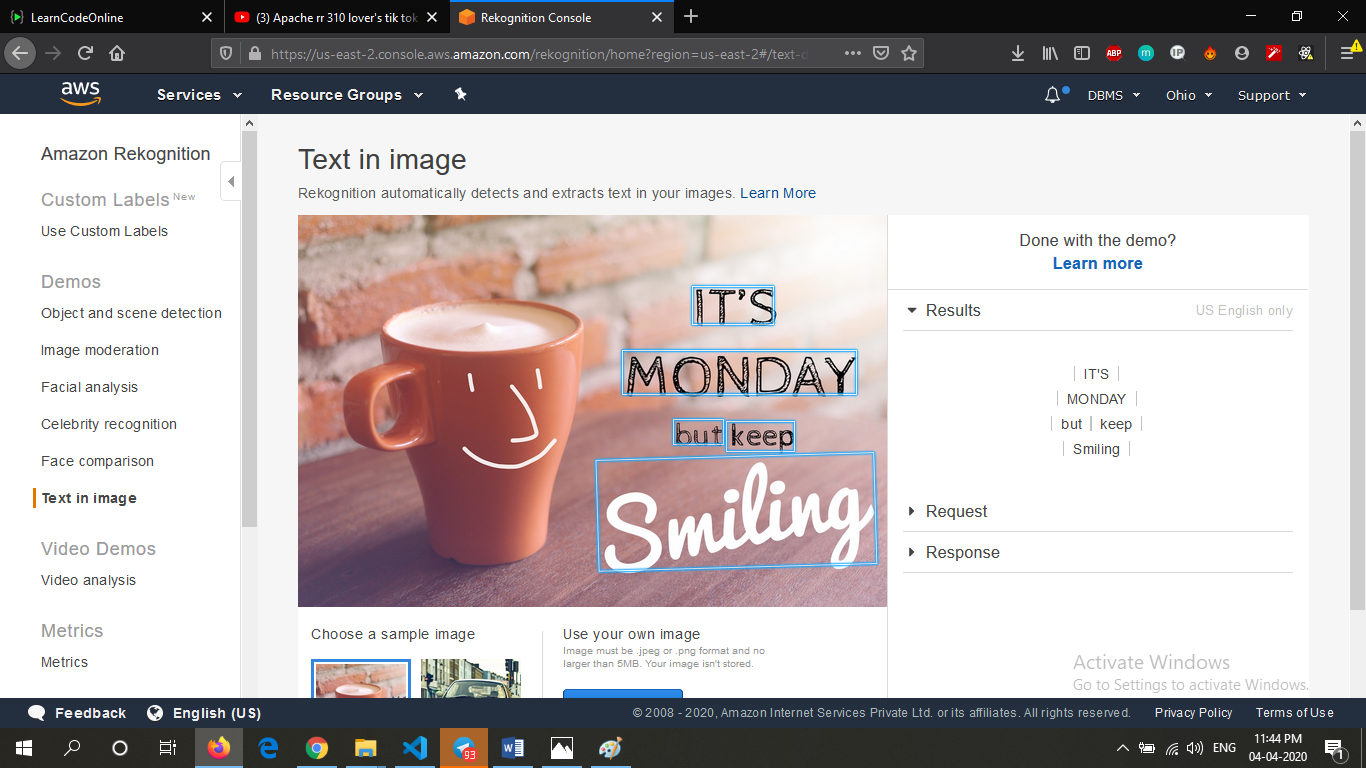 LearnCodeOnline
(3) Apache rr 310 lover's tik tok
Rekognition Console
https://us-east-2.console.aws.amazon.com/rekognition/home?region=us-east-2#/text-d
ABP
m
IP
aws
Services
Resource Groups
DBMS
Ohio
Support
Amazon Rekognition
Custom Labels New
Use Custom Labels
Demos
Object and scene detection
Image moderation
Facial analysis
Celebrity recognition
Face comparison
Text in image
Video Demos
Video analysis
Metrics
Metrics
Text in image
Rekognition automatically detects and extracts text in your images. Learn More
IT'S
MONDAY
but keep
Smiling
Choose a sample image
Use your own image
Image must be .jpeg or .png format and no
larger than 5MB. Your image isn't stored.
Done with the demo?
Learn more
Results
US English only
| IT'S |
| MONDAY |
| but | keep |
| Smiling |
Request
Response
Activate Windows
Go to Settings to activate Windows.
Feedback
English (US)
© 2008 - 2020, Amazon Internet Services Private Ltd. or its affiliates. All rights reserved.
Privacy Policy
Terms of Use
93
W
ENG
11:44 PM
04-04-2020
1